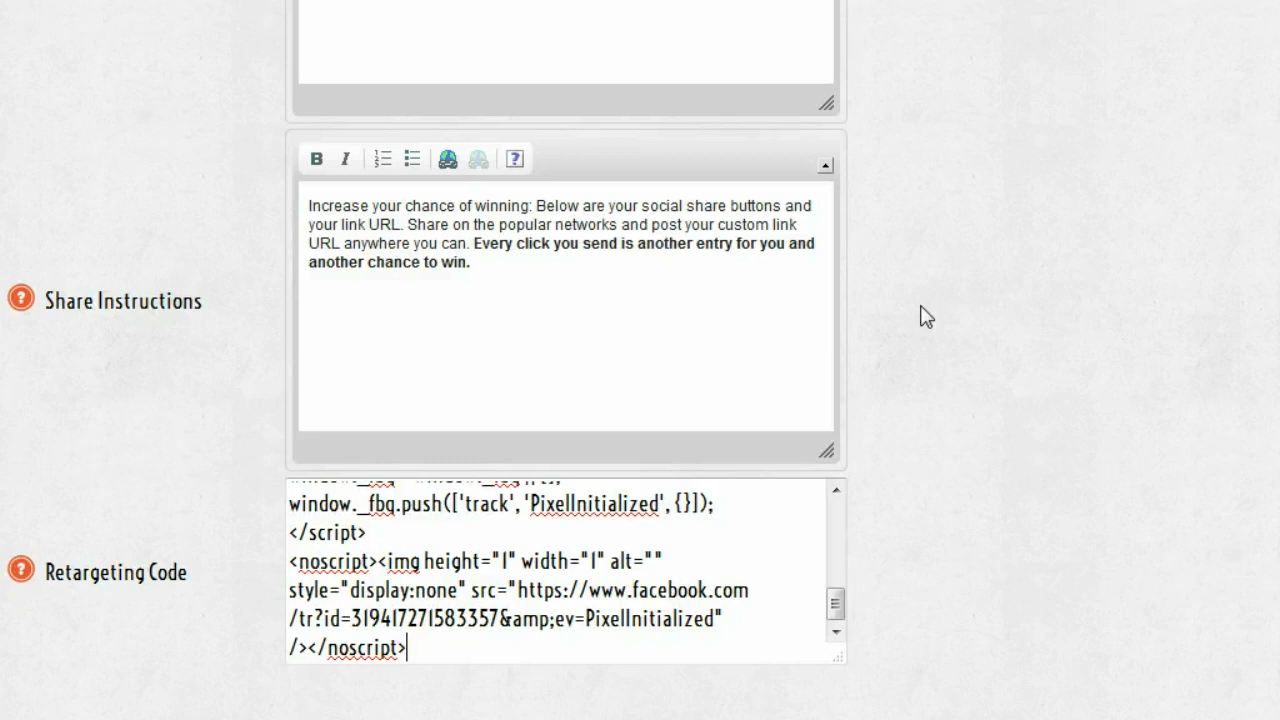 Increase your chance of winning: Below are your social share buttons and
your link URL. Share on the popular networks and post your custom link
URL anywhere you can. Every click you send is another entry for you and
another chance to win.
Share Instructions
window._fbq.push(['track','PixelInitialized',{}]);
</script>
<noscript><img height="1" width="1" alt=""
style="display:none" src="https://www.facebook.com
/tr?id=319417271583357&amp;ev=PixelInitialized"
/></noscript>
Retargeting Code